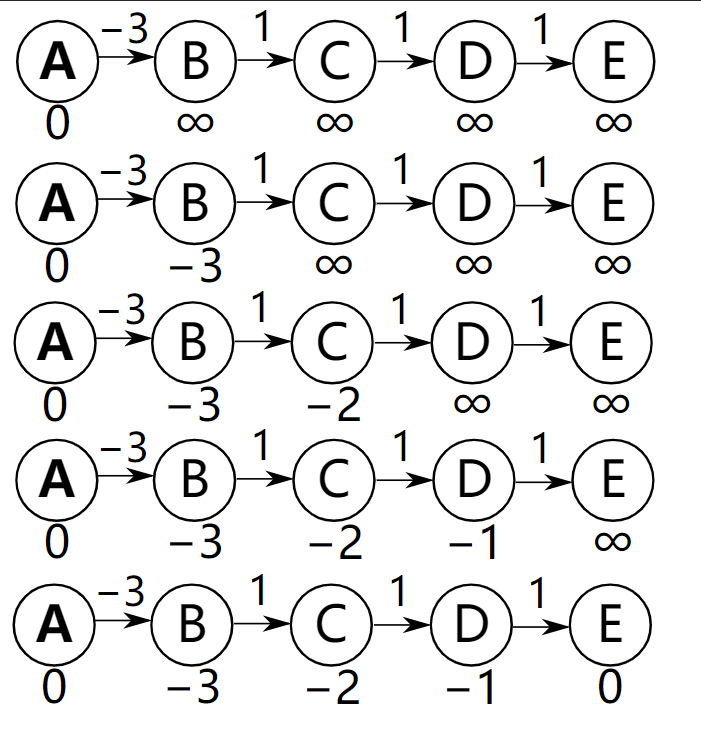 −3 1 1 1
A B C D E
0 ∞ ∞ ∞ ∞
−3 1 1 1
A B C D E
0 −3 ∞ ∞ ∞
−3 1 1 1
A B C D E
0 −3 −2 ∞ ∞
−3 1 1 1
A B C D E
0 −3 −2 −1 ∞
−3 1 1 1
A B C D E
0 −3 −2 −1 0